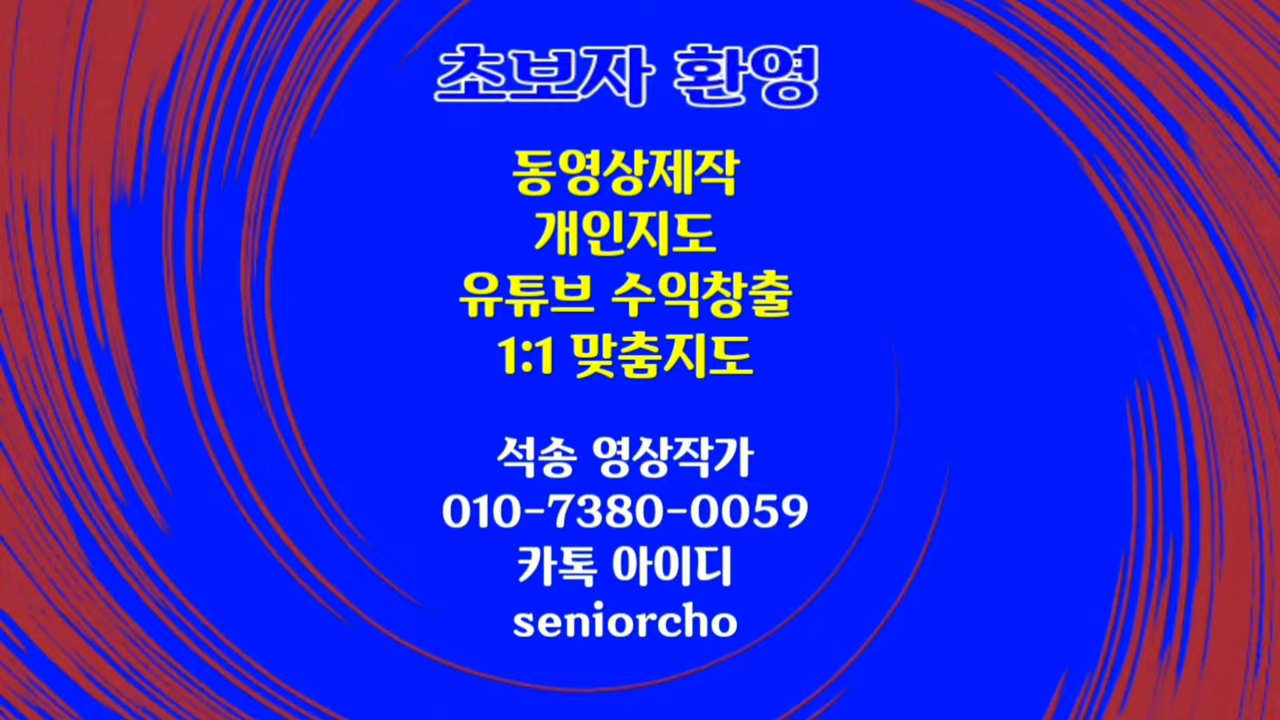 초보자 환영
동영상제작
개인지도
유튜브 수익창출
1:1 맞춤지도
석송 영상작가
010-7380-0059
카톡 아이디
seniorcho